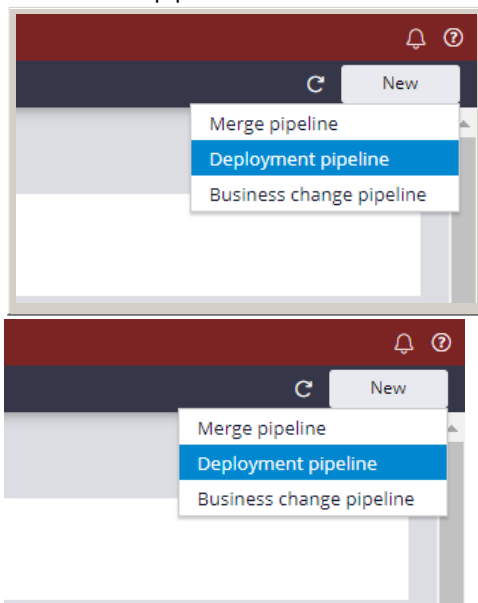 New
Merge pipeline
Deployment pipeline
Business change pipeline
New
Merge pipeline
Deployment pipeline
Business change pipeline